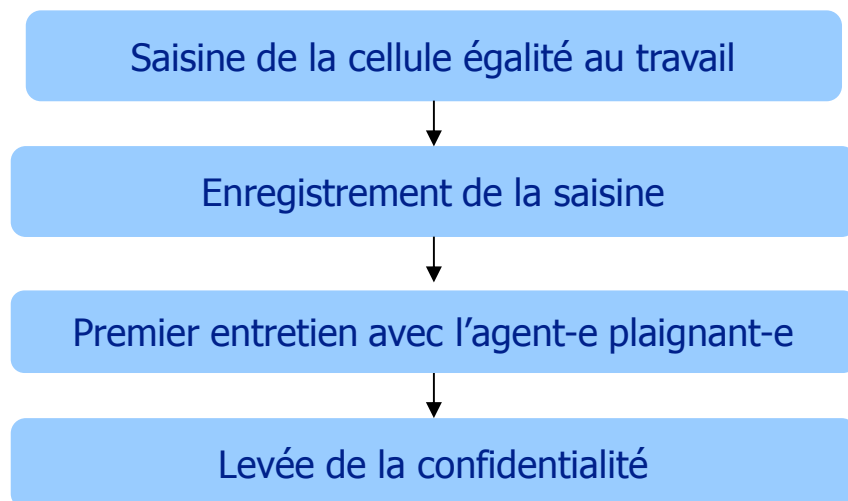 Saisine de la cellule égalité au travail
Enregistrement de la saisine
Premier entretien avec l’agent-e plaignant-e
Levée de la confidentialité